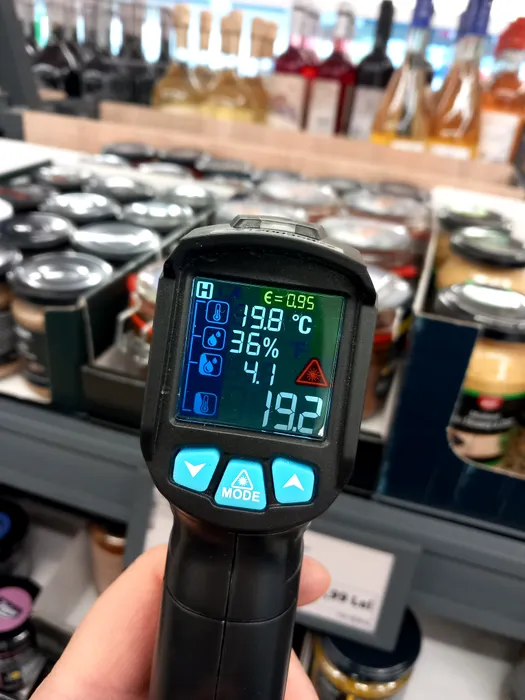 H
ϵ=0.95
19.8 °C
36%
4.1
19.2
MODE
Lei